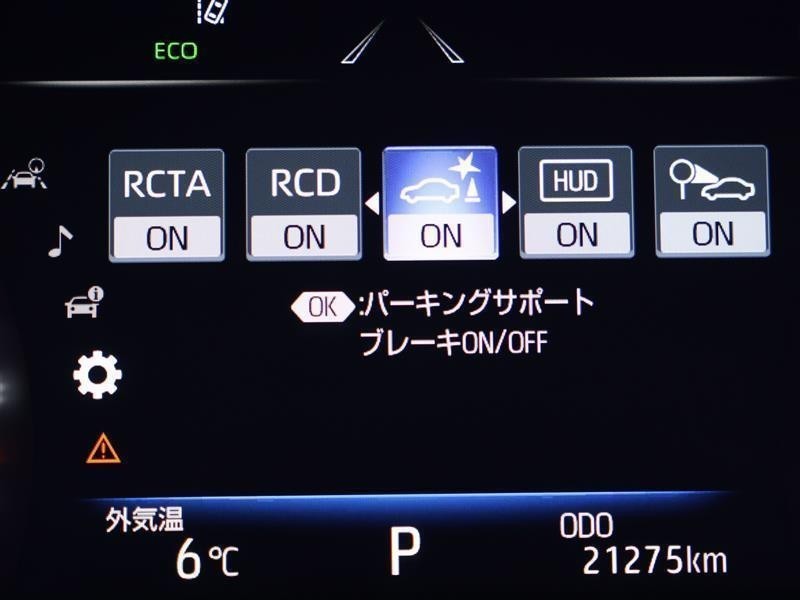 ECO
RCTA
RCD
HUD
ON
ON
ON
ON
ON
OK :パーキングサポート
ブレーキON/OFF
外気温
6℃
P
ODO
21275km